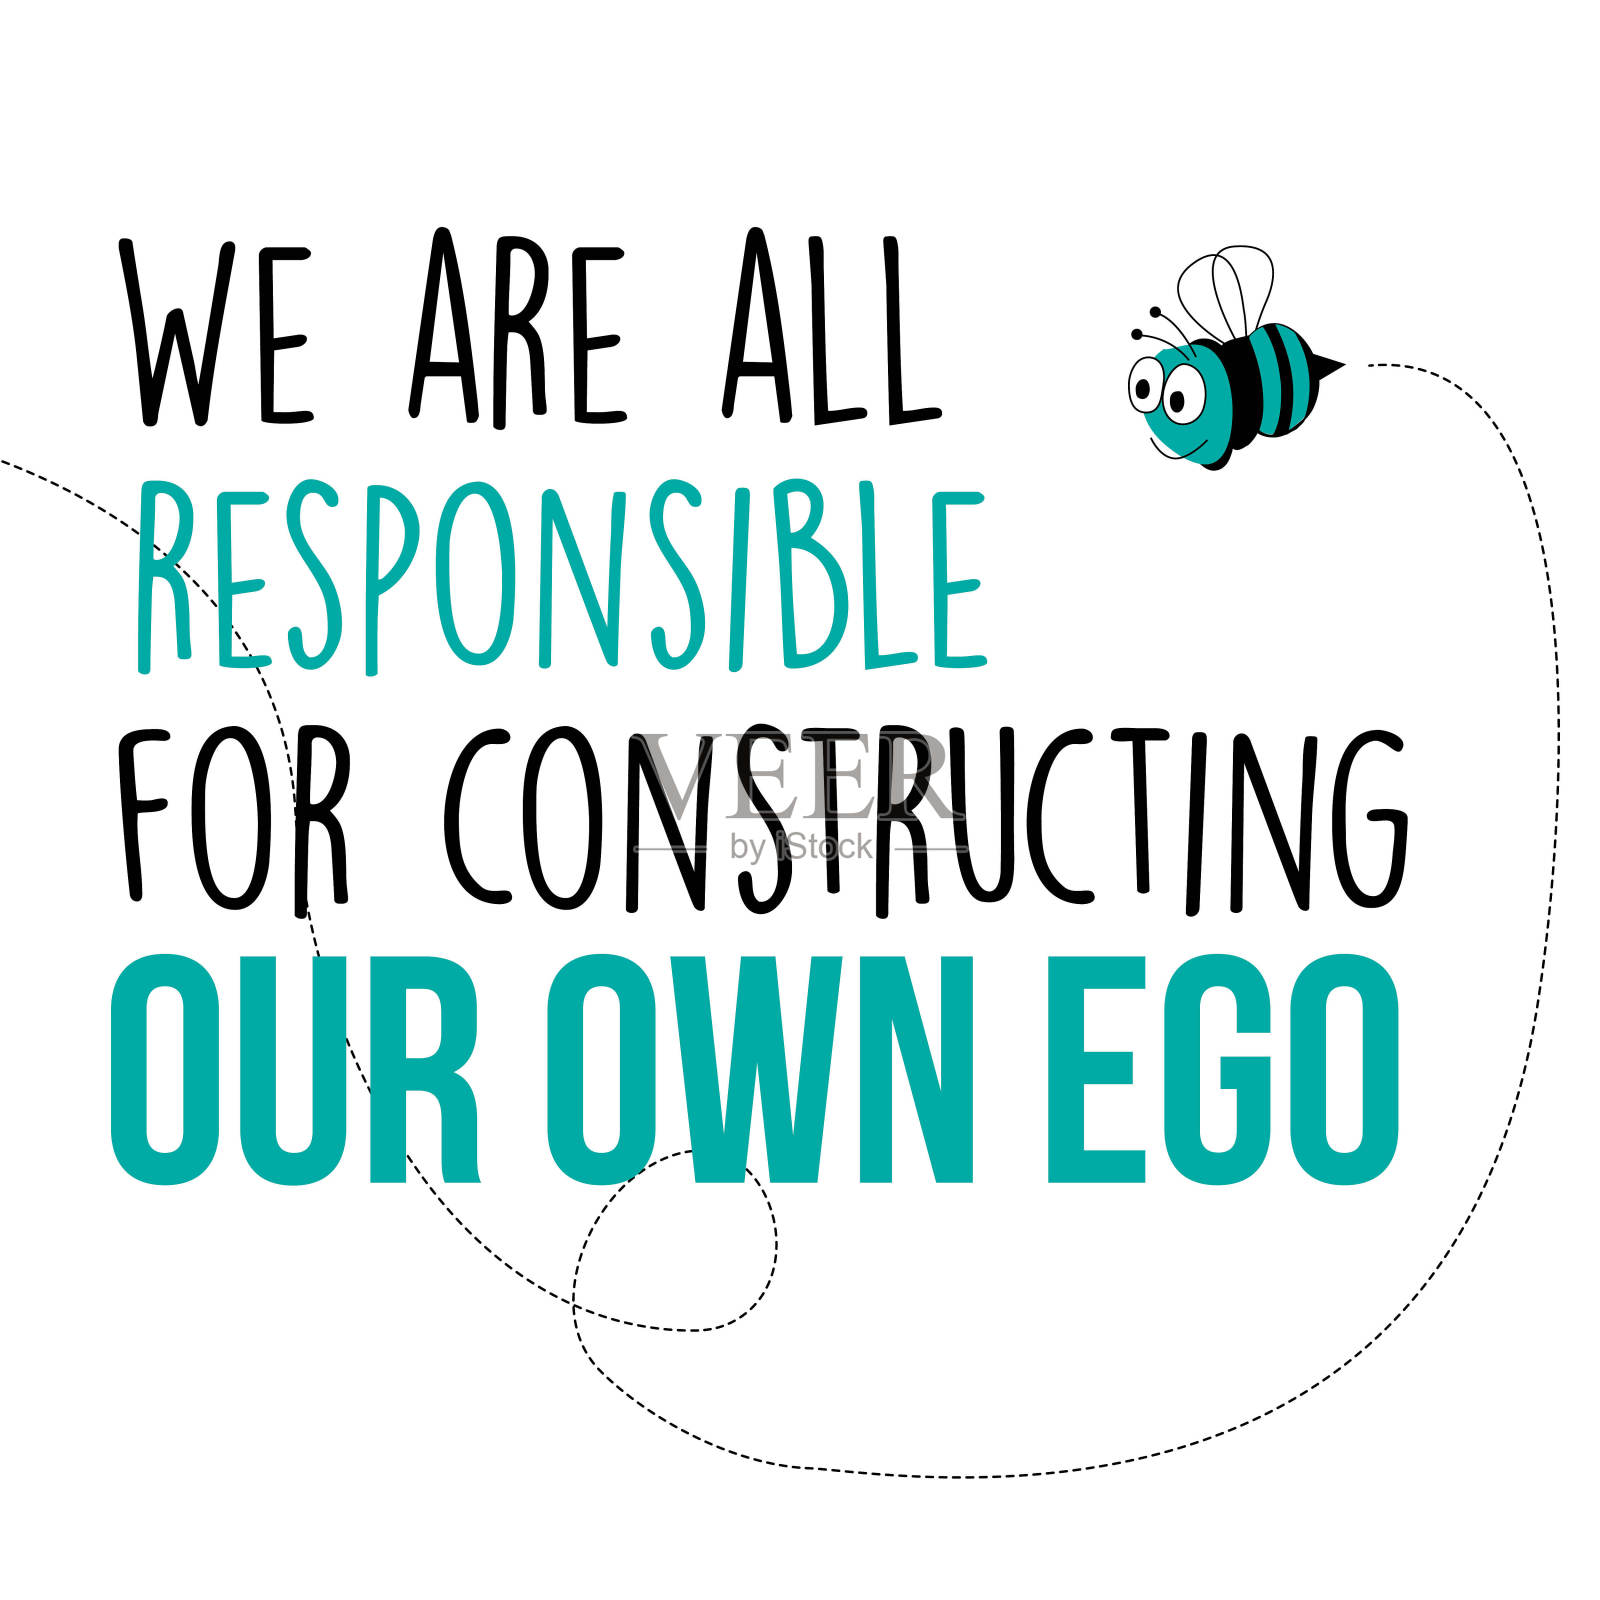 WE ARE ALL
RESPONSIBLE
FOR CONSTRUCTING
VEER
by iStock
OUR OWN EGO